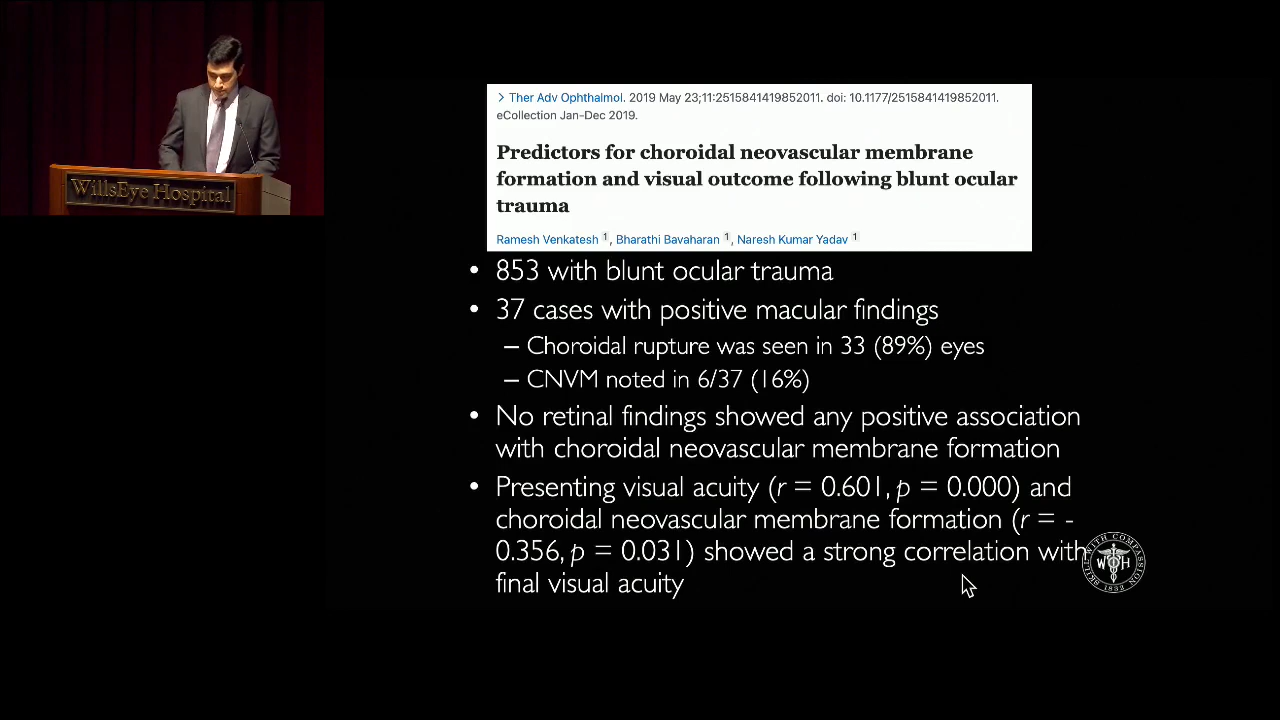 WillsEye Hospital
> Ther Adv Ophthalmol. 2019 May 23;11:2515841419852011. doi: 10.1177/2515841419852011.
eCollection Jan-Dec 2019.
Predictors for choroidal neovascular membrane
formation and visual outcome following blunt ocular
trauma
Ramesh Venkatesh 1, Bharathi Bavaharan 1, Naresh Kumar Yadav 1
• 853 with blunt ocular trauma
• 37 cases with positive macular findings
– Choroidal rupture was seen in 33 (89%) eyes
– CNVM noted in 6/37 (16%)
• No retinal findings showed any positive association
with choroidal neovascular membrane formation
• Presenting visual acuity (r = 0.601, p = 0.000) and
choroidal neovascular membrane formation (r = -
0.356, p = 0.031) showed a strong correlation with
final visual acuity
SKILL WITH COMPASSION
W H
1832